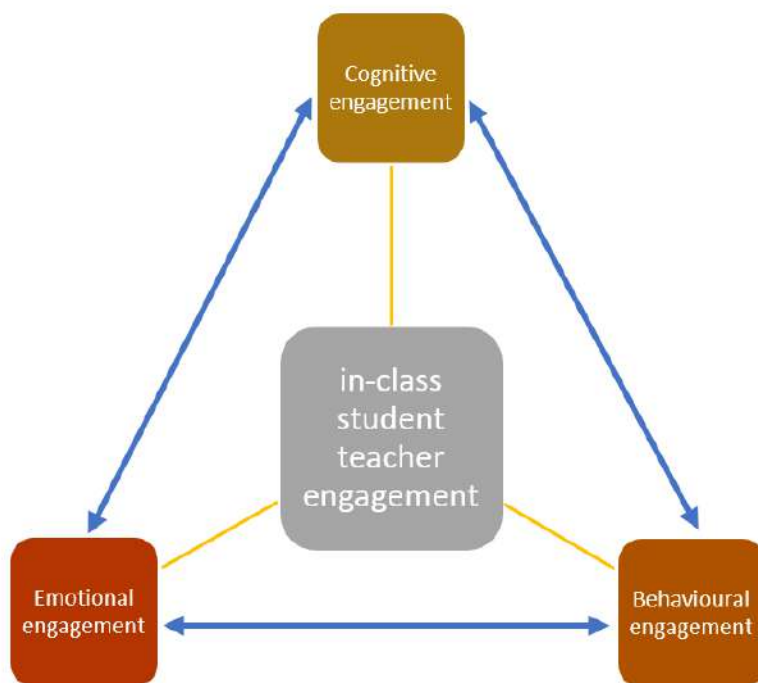 Cognitive
engagement
in-class
student
teacher
engagement
Emotional
engagement
Behavioural
engagement